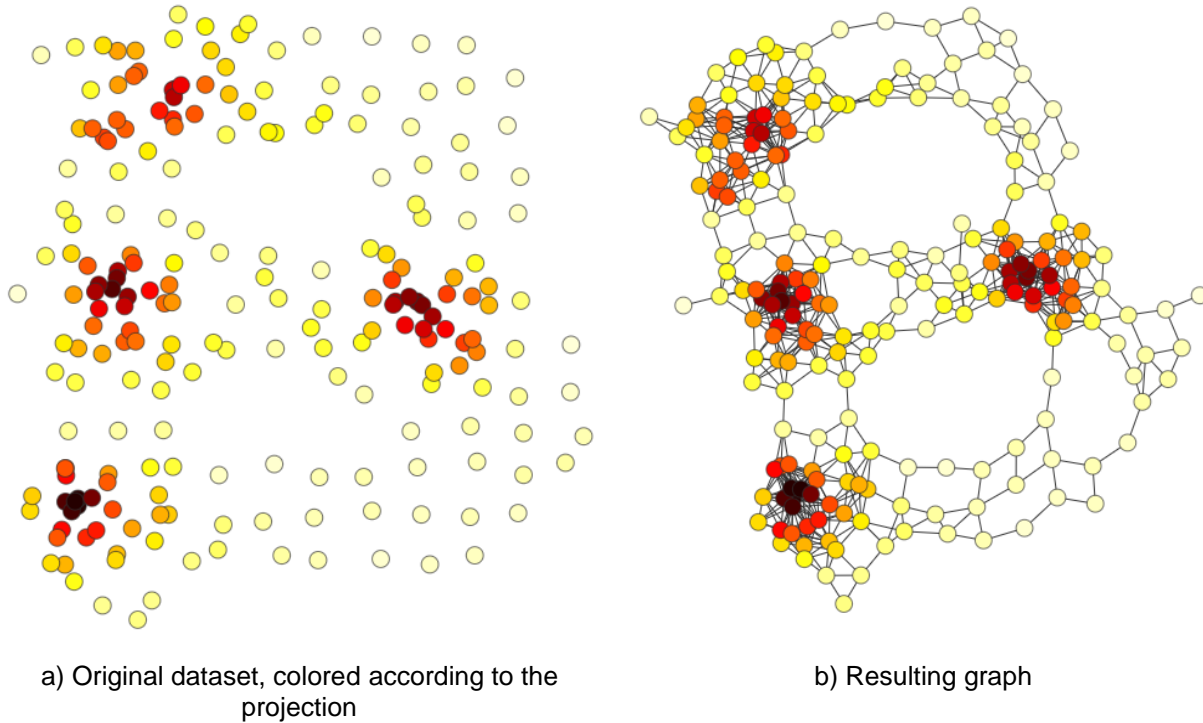 a) Original dataset, colored according to the
projection
b) Resulting graph